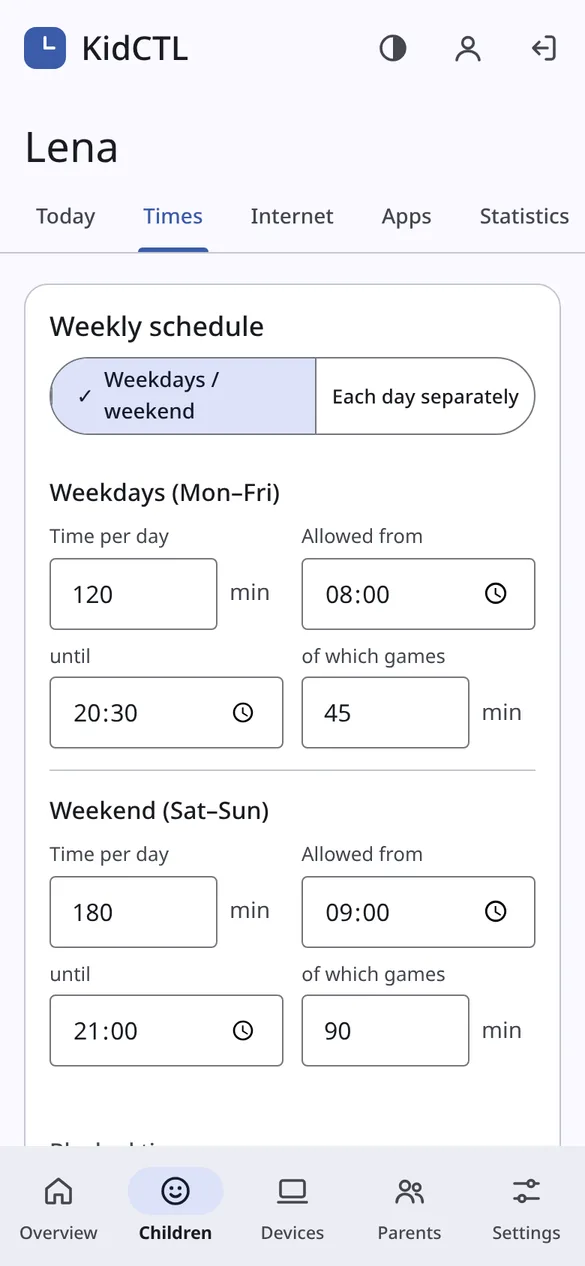 KidCTL
Lena
Today Times Internet Apps Statistics
Weekly schedule
✓ Weekdays /
weekend
Each day separately
Weekdays (Mon–Fri)
Time per day Allowed from
120 min 08:00
until of which games
20:30 45 min
Weekend (Sat–Sun)
Time per day Allowed from
180 min 09:00
until of which games
21:00 90 min
Overview Children Devices Parents Settings